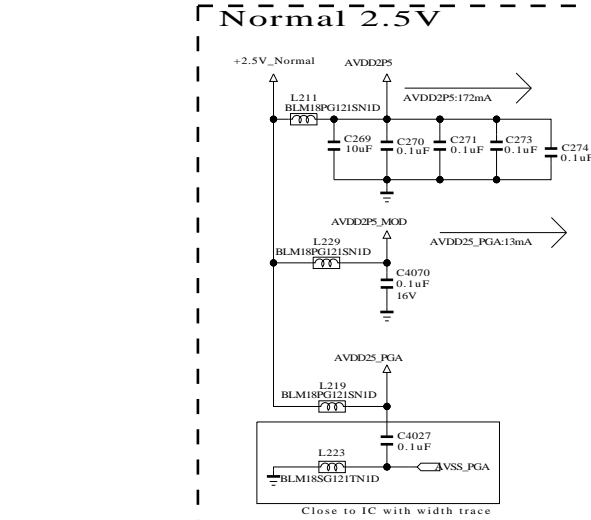 Normal 2.5V
+2.5V_Normal
AVDD2P5
AVDD2P5:172mA
L211
BLM18PG121SN1D
C269
10uF
C270
0.1uF
C271
0.1uF
C273
0.1uF
C274
0.1uF
AVDD2P5_MOD
AVDD25_PGA:13mA
L229
BLM18PG121SN1D
C4070
0.1uF
16V
AVDD25_PGA
L219
BLM18PG121SN1D
C4027
0.1uF
L223
BLM18SG121TN1D
AVSS_PGA
Close to IC with width trace